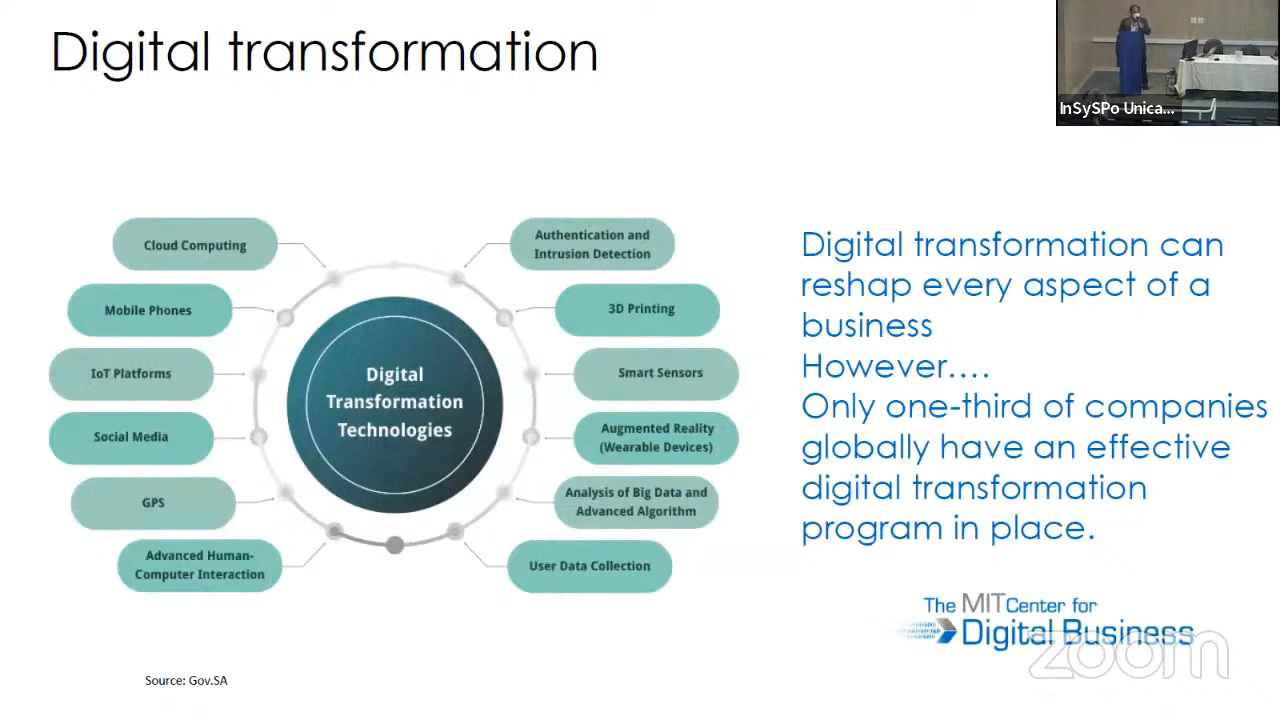 Digital transformation
InSySPo Unica...
Cloud Computing
Mobile Phones
IoT Platforms
Social Media
GPS
Advanced Human-
Computer Interaction
Digital
Transformation
Technologies
Authentication and
Intrusion Detection
3D Printing
Smart Sensors
Augmented Reality
(Wearable Devices)
Analysis of Big Data and
Advanced Algorithm
User Data Collection
Digital transformation can
reshap every aspect of a
business
However....
Only one-third of companies
globally have an effective
digital transformation
program in place.
The MIT Center for
Digital Business
zoom
Source: Gov.SA